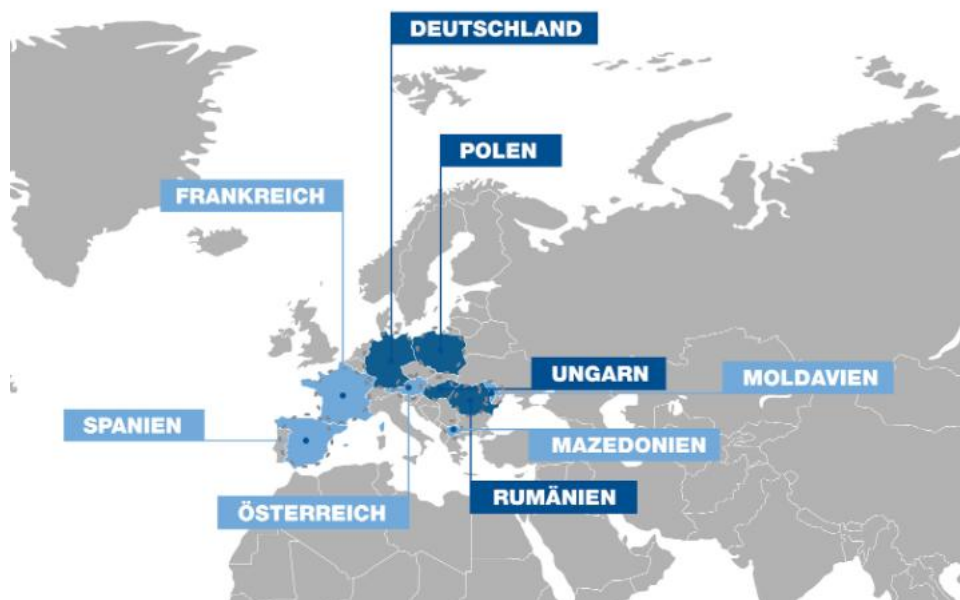 DEUTSCHLAND
POLEN
FRANKREICH
UNGARN
MOLDAVIEN
SPANIEN
MAZEDONIEN
RUMÄNIEN
ÖSTERREICH